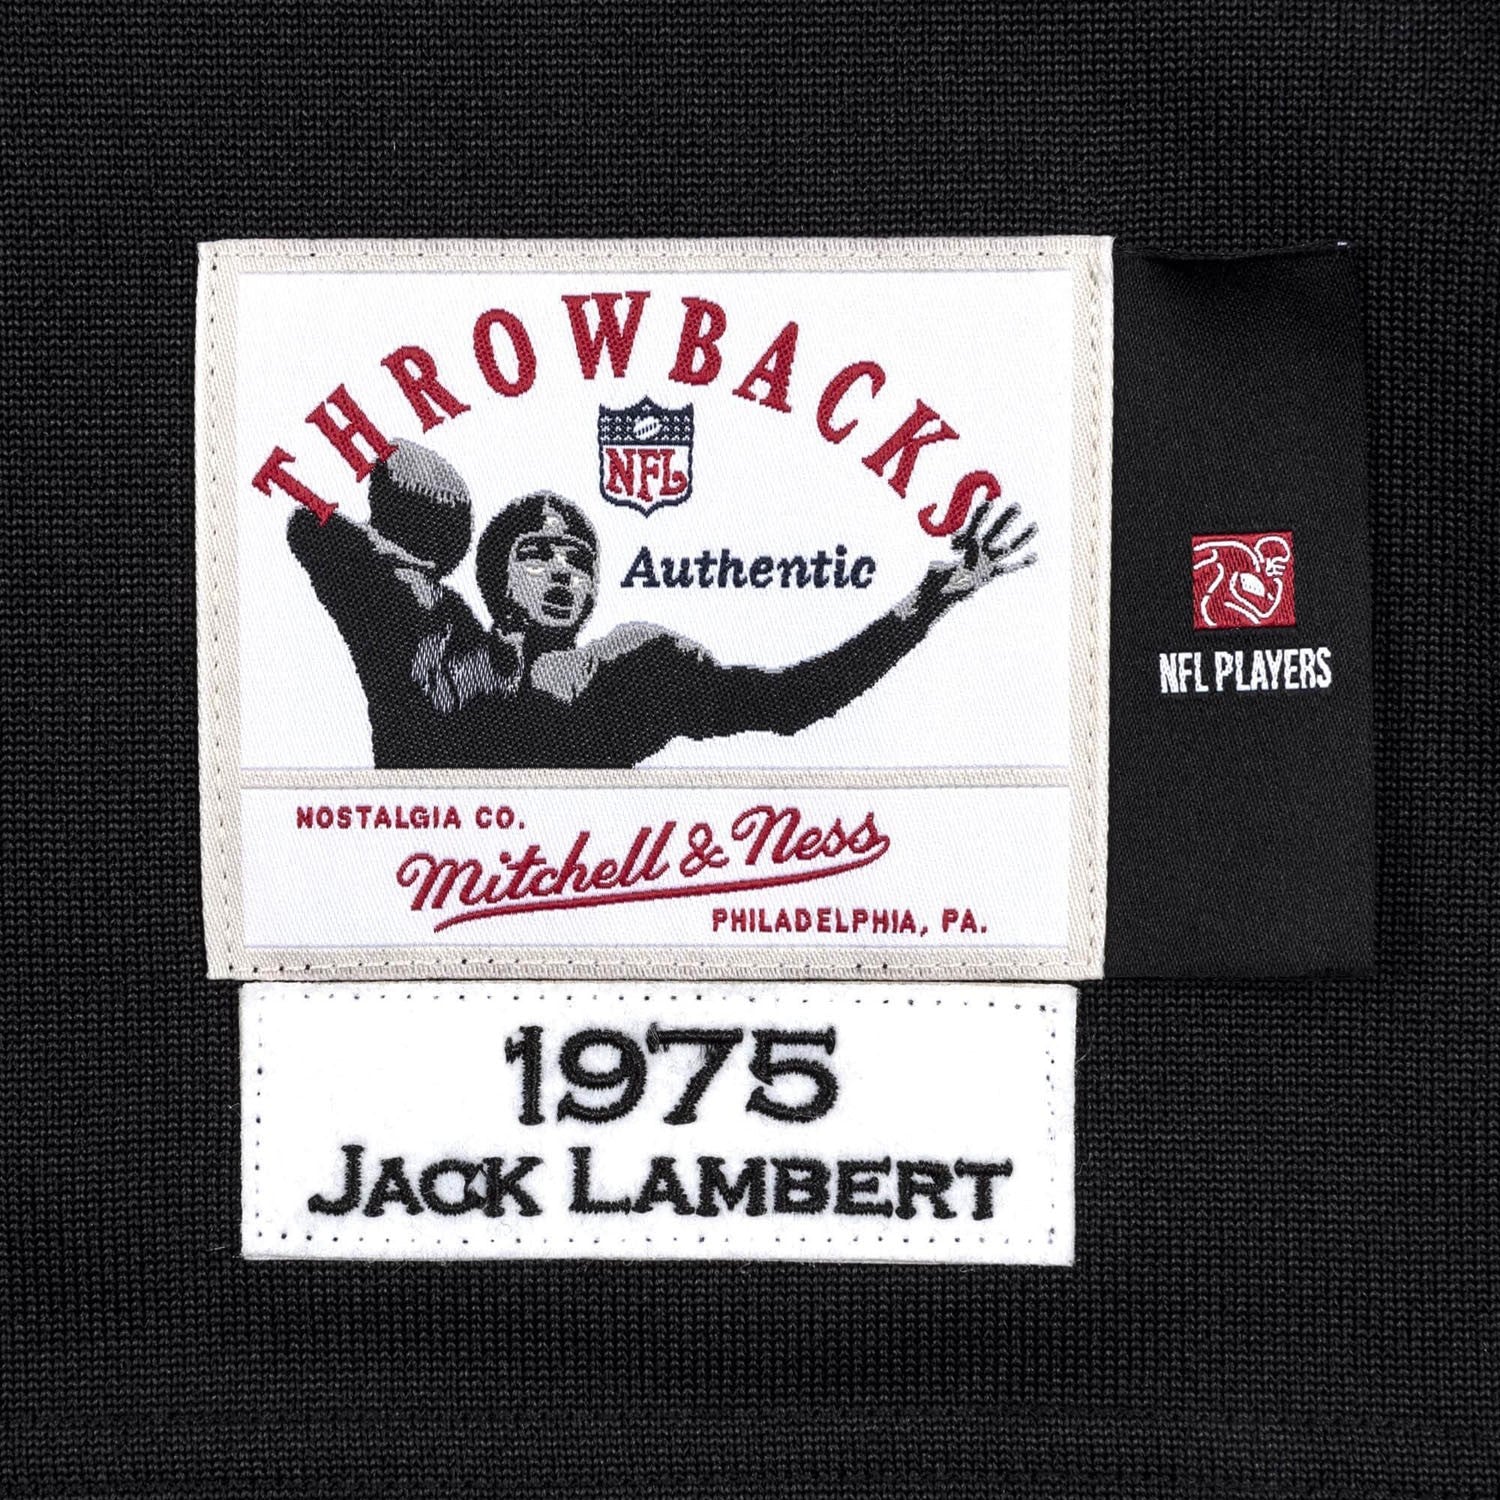 THROWBACKS
NFL
Authentic
NOSTALGIA CO.
Mitchell & Ness
PHILADELPHIA, PA.
NFL PLAYERS
1975
JACK LAMBERT